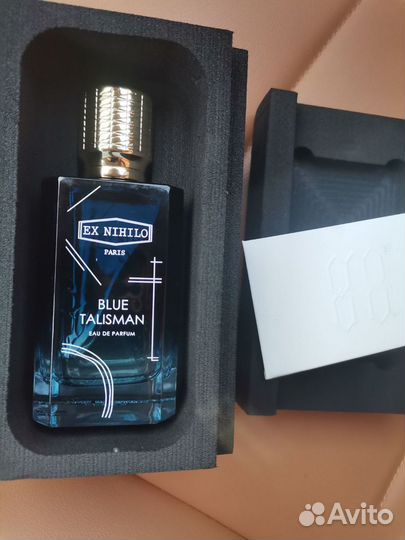 EX NIHILO
PARIS
BLUE
TALISMAN
EAU DE PARFUM
Avito